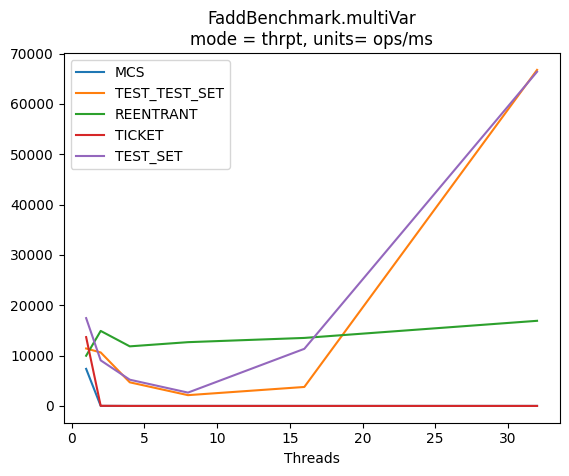 FaddBenchmark.multiVar
mode = thrpt, units= ops/ms
70000
60000
50000
40000
30000
20000
10000
0
MCS
TEST_TEST_SET
REENTRANT
TICKET
TEST_SET
0
5
10
15
20
25
30
Threads